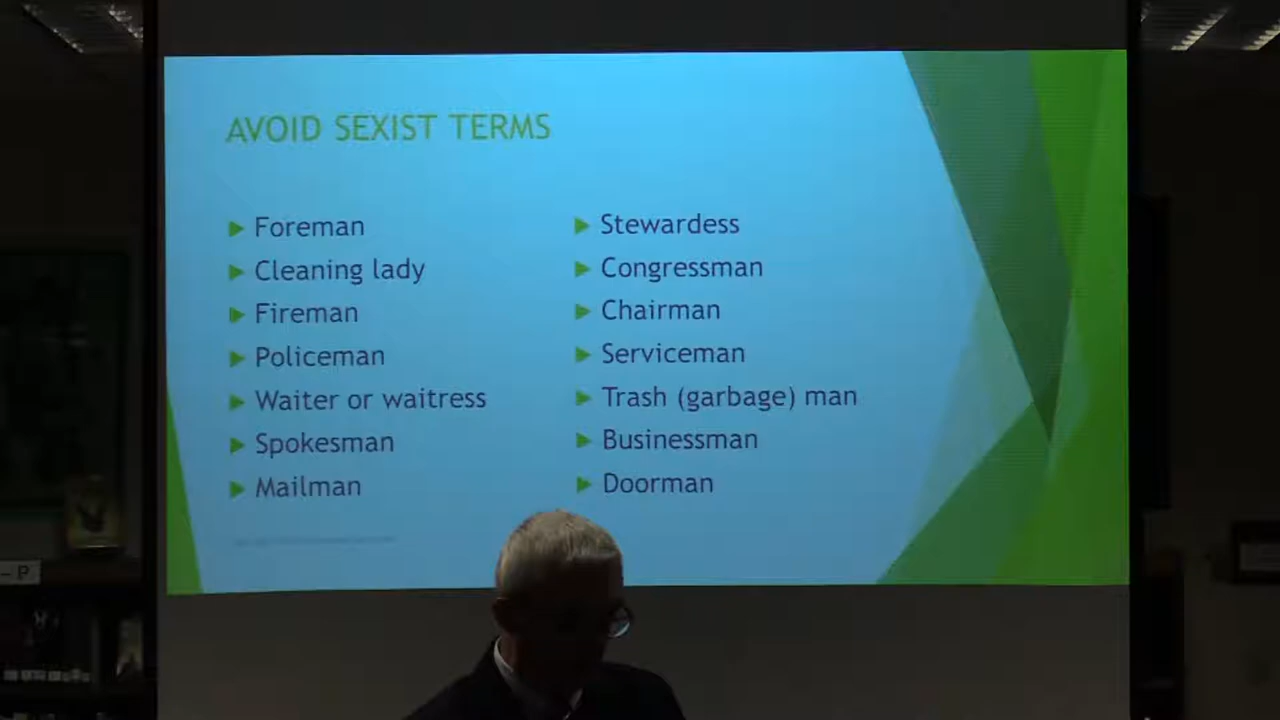 AVOID SEXIST TERMS
Foreman
Cleaning lady
Fireman
Policeman
Waiter or waitress
Spokesman
Mailman
Stewardess
Congressman
Chairman
Serviceman
Trash (garbage) man
Businessman
Doorman
– P